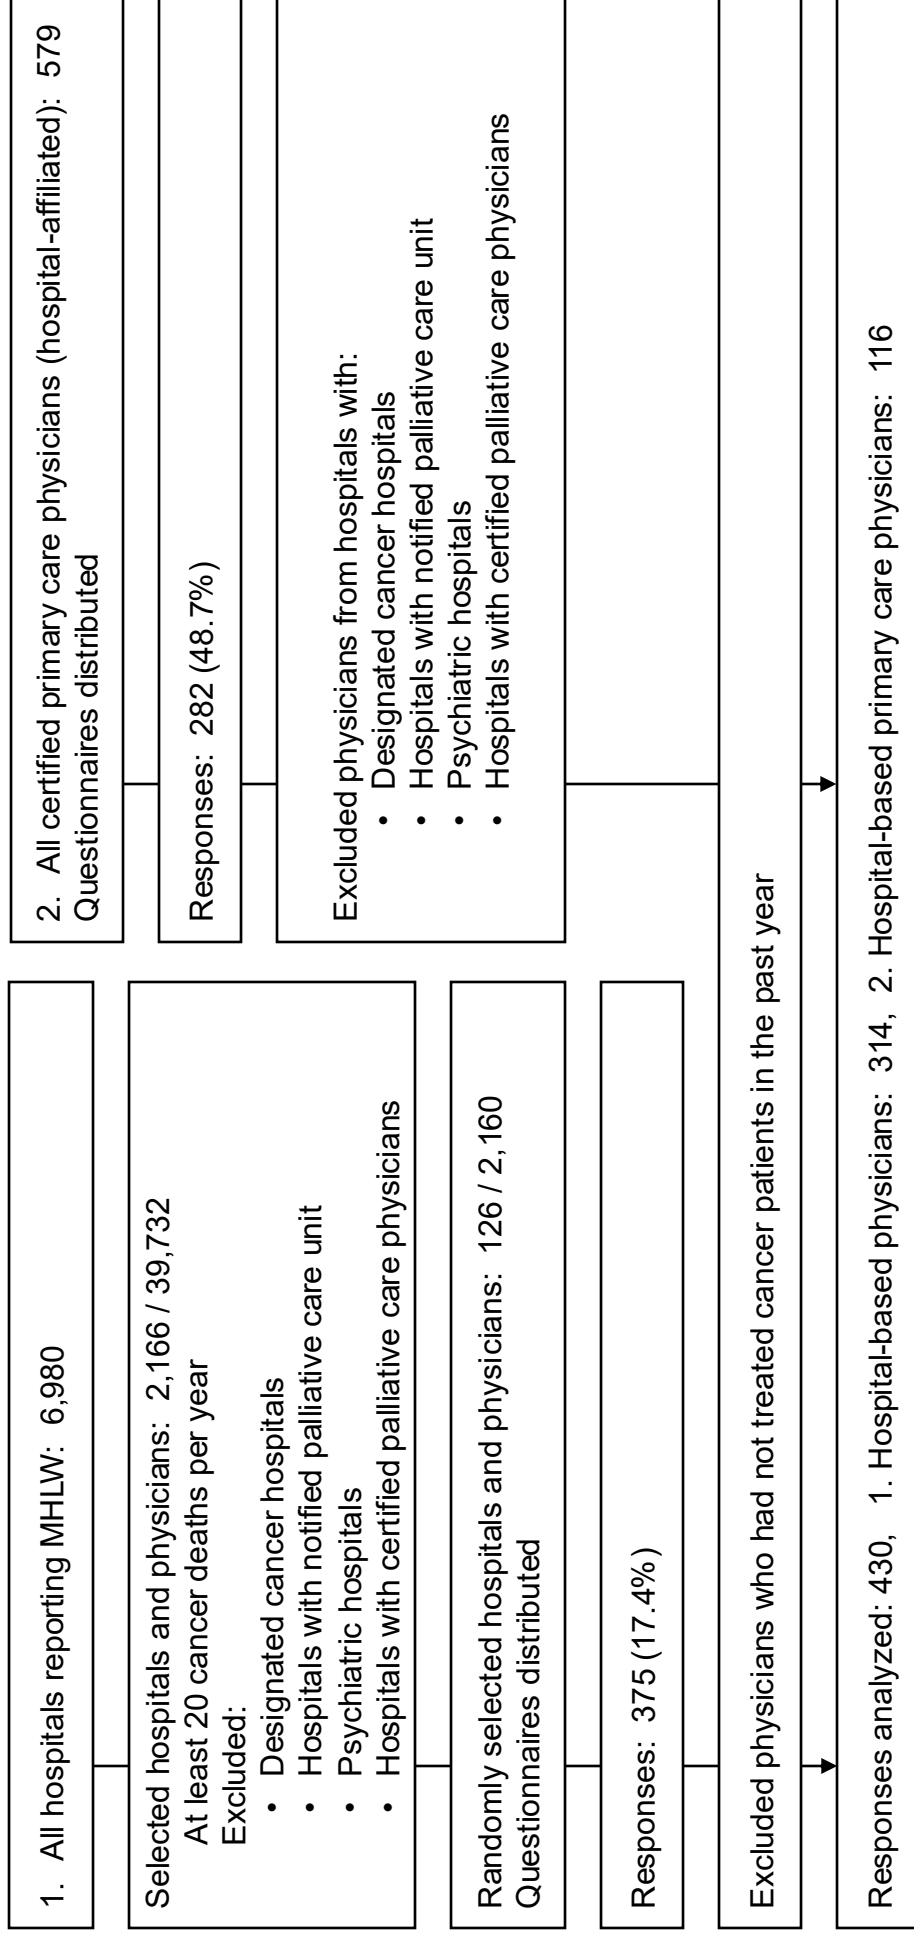 1. All hospitals reporting MHLW: 6,980
Selected hospitals and physicians: 2,166 / 39,732
At least 20 cancer deaths per year
Excluded:
• Designated cancer hospitals
• Hospitals with notified palliative care unit
• Psychiatric hospitals
• Hospitals with certified palliative care physicians
Randomly selected hospitals and physicians: 126 / 2,160
Questionnaires distributed
Responses: 375 (17.4%)
2. All certified primary care physicians (hospital-affiliated): 579
Questionnaires distributed
Responses: 282 (48.7%)
Excluded physicians from hospitals with:
• Designated cancer hospitals
• Hospitals with notified palliative care unit
• Psychiatric hospitals
• Hospitals with certified palliative care physicians
Excluded physicians who had not treated cancer patients in the past year
Responses analyzed: 430, 1. Hospital-based physicians: 314, 2. Hospital-based primary care physicians: 116